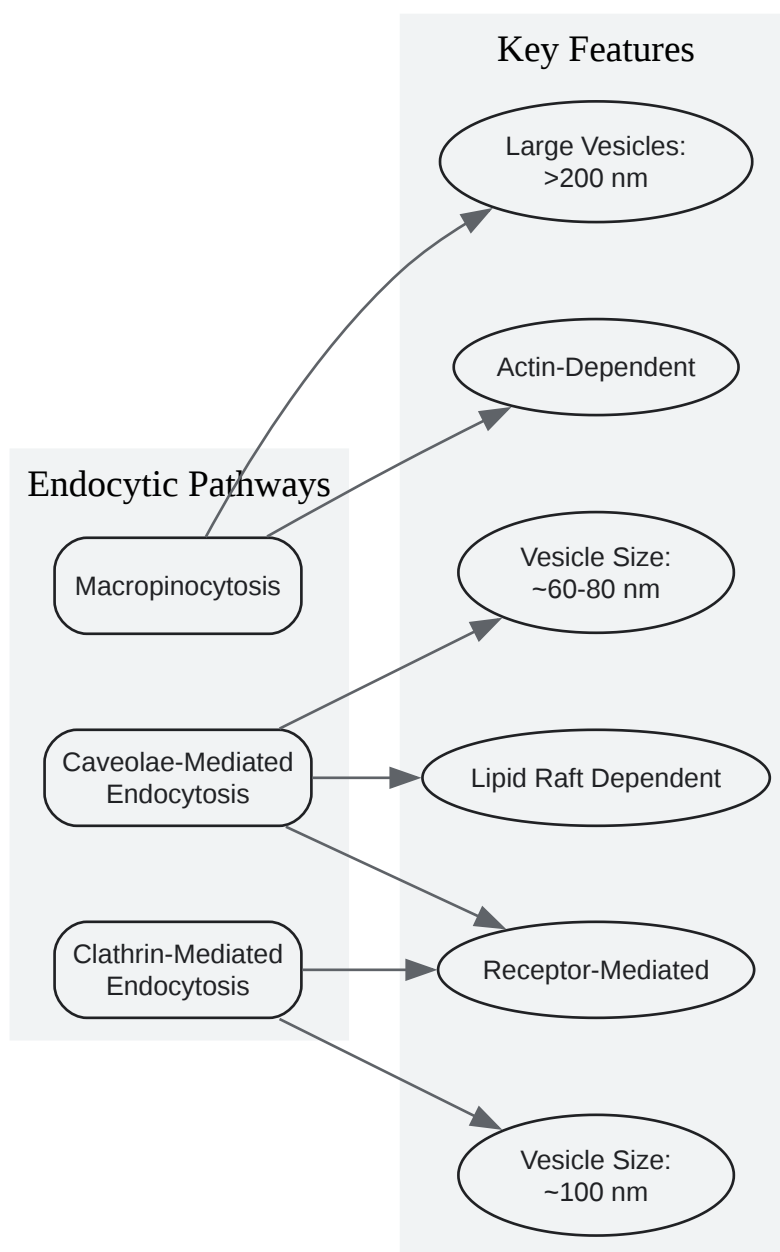 Key Features
Large Vesicles:
>200 nm
Actin-Dependent
Endocytic Pathways
Macropinocytosis
Vesicle Size:
~60-80 nm
Caveolae-Mediated
Endocytosis
Lipid Raft Dependent
Clathrin-Mediated
Endocytosis
Receptor-Mediated
Vesicle Size:
~100 nm